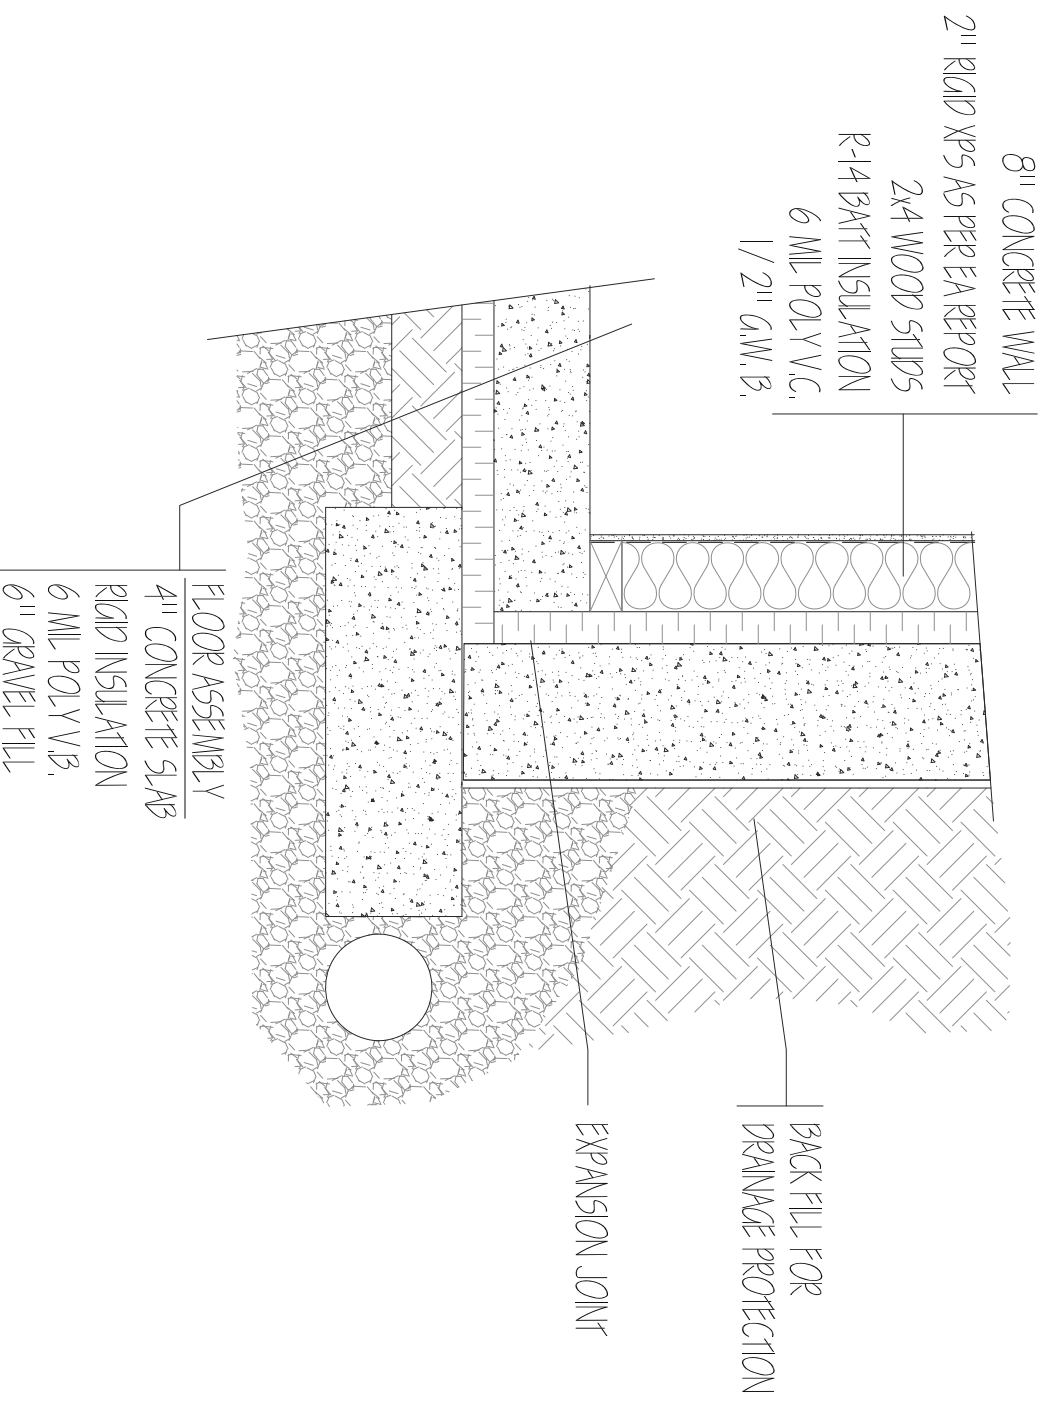 8" CONCRETE WALL
2" RIGID XPS AS PER EA REPORT
2x4 WOOD STUDS
R-14 BATT INSULATION
6 MIL POLY V.C.
1/2" G.W.B.
BACK FILL FOR
DRAINAGE PROTECTION
EXPANSION JOINT
FLOOR ASSEMBLY
4" CONCRETE SLAB
RIGID INSULATION
6 MIL POLY V.B.
6" GRAVEL FILL